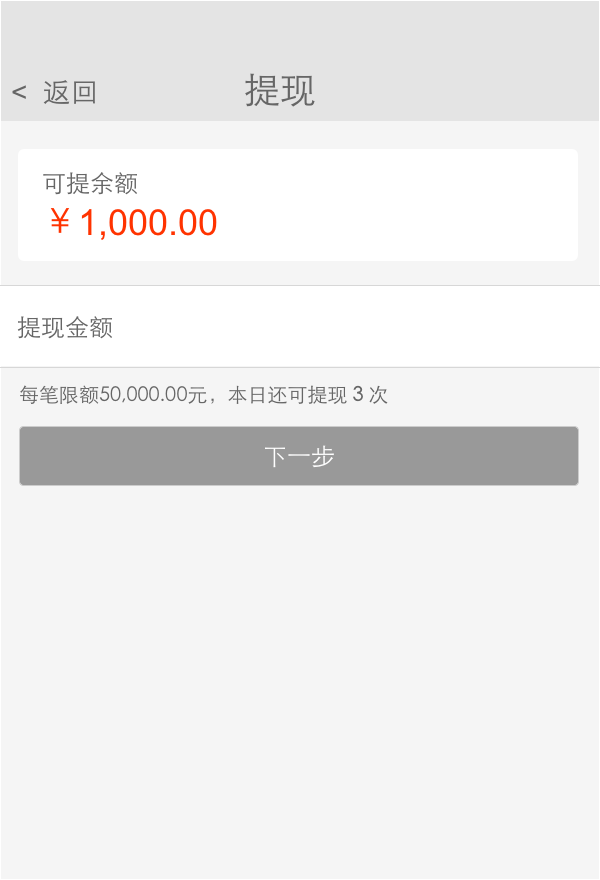 < 返回 提现
可提余额
￥1,000.00
提现金额
每笔限额50,000.00元，本日还可提现 3 次
下一步